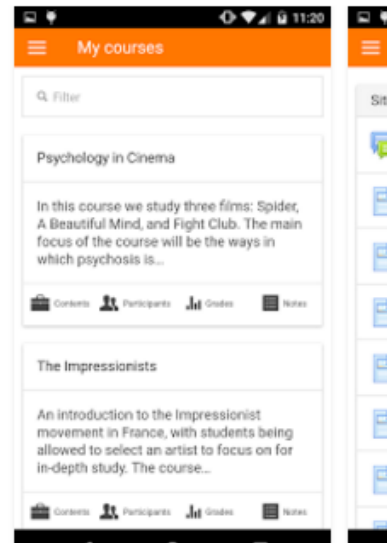 11:20
My courses
Filter
Psychology in Cinema
In this course we study three films: Spider,
A Beautiful Mind, and Fight Club. The main
focus of the course will be the ways in
which psychosis is...
Contents Participants Grades Notes
The Impressionists
An introduction to the Impressionist
movement in France, with students being
allowed to select an artist to focus on for
in-depth study. The course...
Contents Participants Grades Notes
Sit